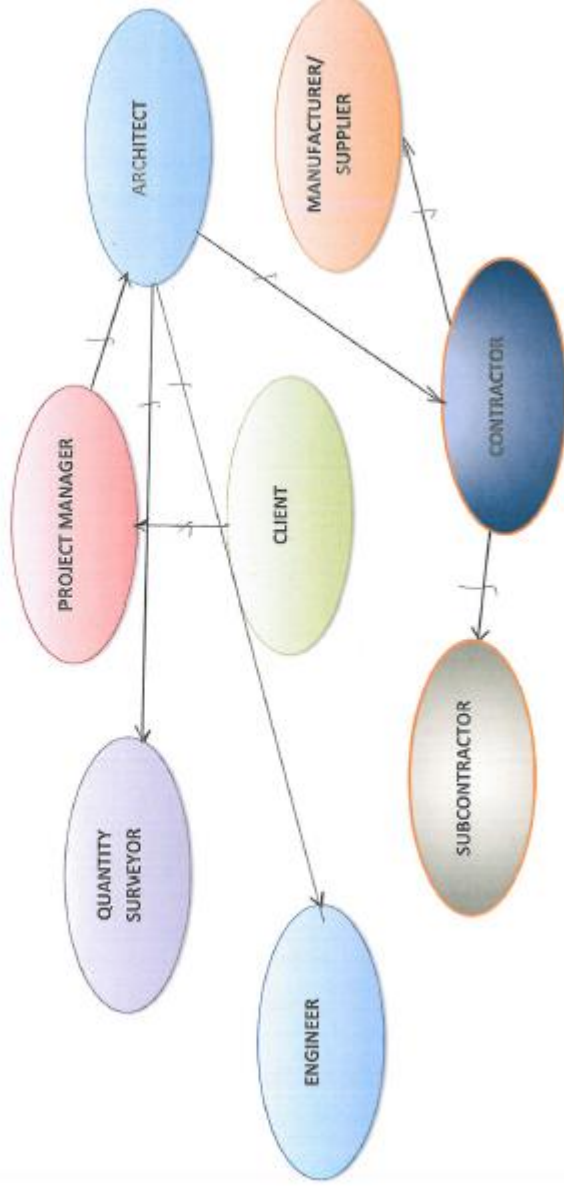 ENGINEER
QUANTITY
SURVEYOR
PROJECT MANAGER
ARCHITECT
CLIENT
MANUFACTURER/
SUPPLIER
SUBCONTRACTOR
CONTRACTOR